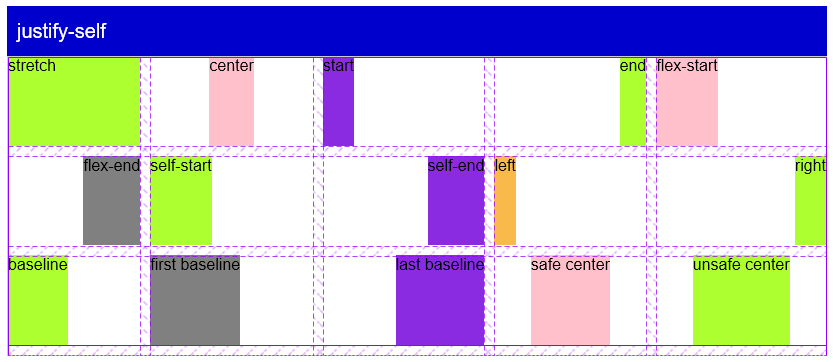 justify-self
stretch center start end flex-start
flex-end self-start self-end left right
baseline first baseline last baseline safe center unsafe center